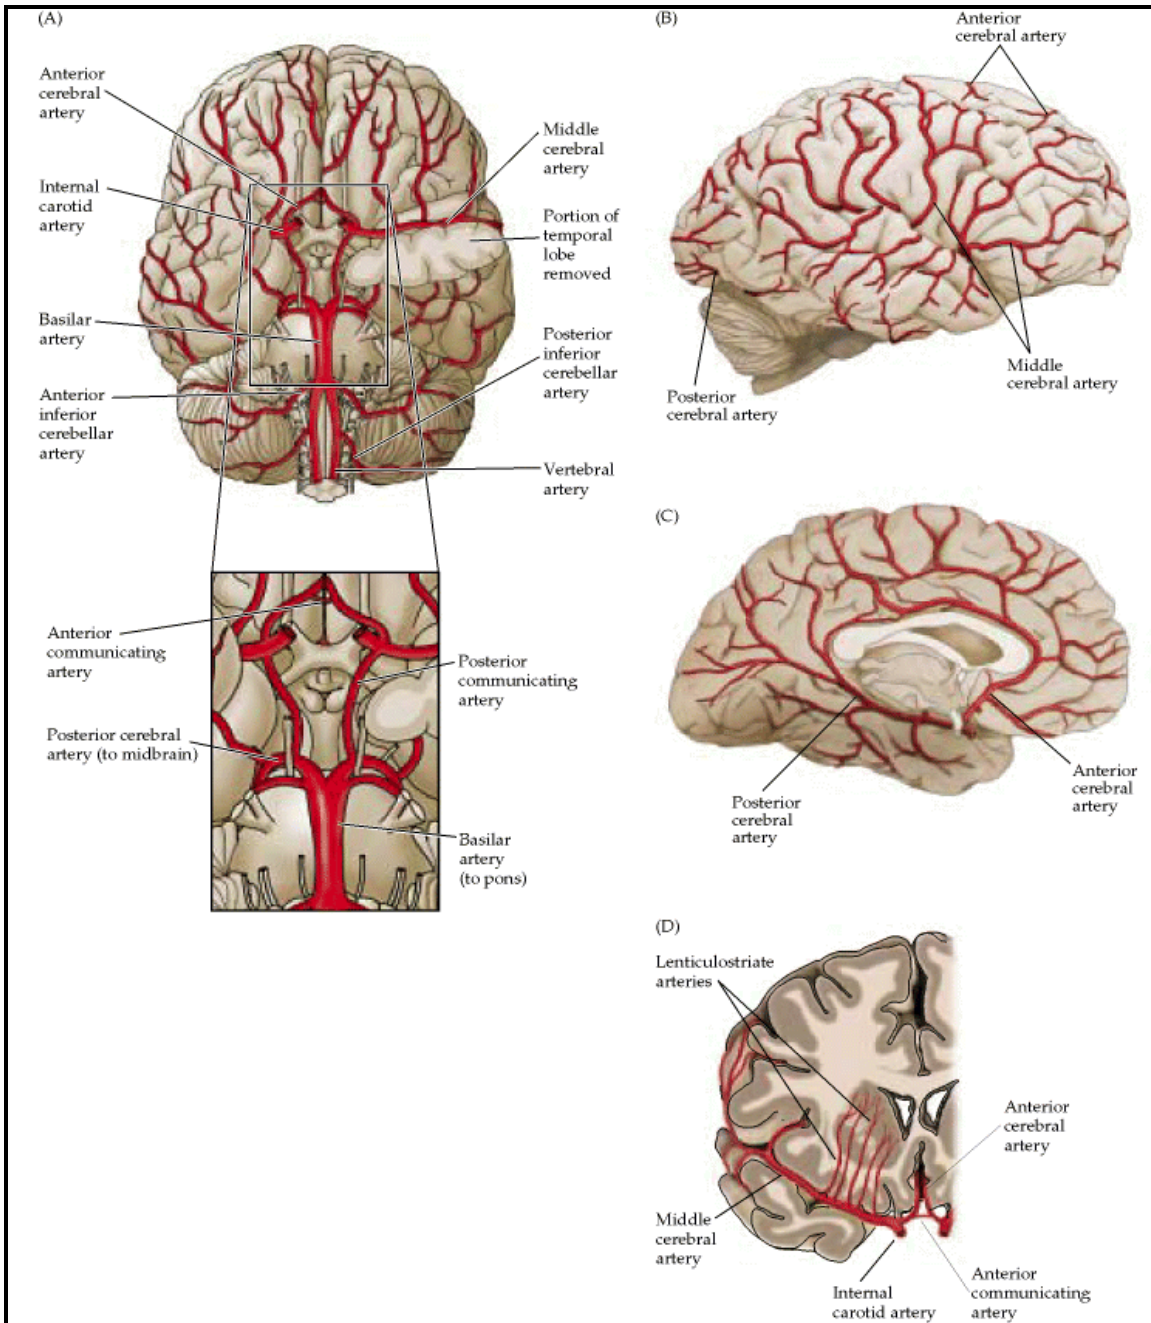 (A)
Anterior
cerebral
artery
Internal
carotid
artery
Basilar
artery
Anterior
inferior
cerebellar
artery
Middle
cerebral
artery
Portion of
temporal
lobe
removed
Posterior
inferior
cerebellar
artery
Vertebral
artery
Anterior
communicating
artery
Posterior cerebral
artery (to midbrain)
Posterior
communicating
artery
Basilar
artery
(to pons)
(B)
Anterior
cerebral artery
Middle
cerebral artery
Posterior
cerebral artery
(C)
Posterior
cerebral
artery
Anterior
cerebral
artery
(D)
Lenticulostriate
arteries
Anterior
cerebral
artery
Middle
cerebral
artery
Internal
carotid artery
Anterior
communicating
artery